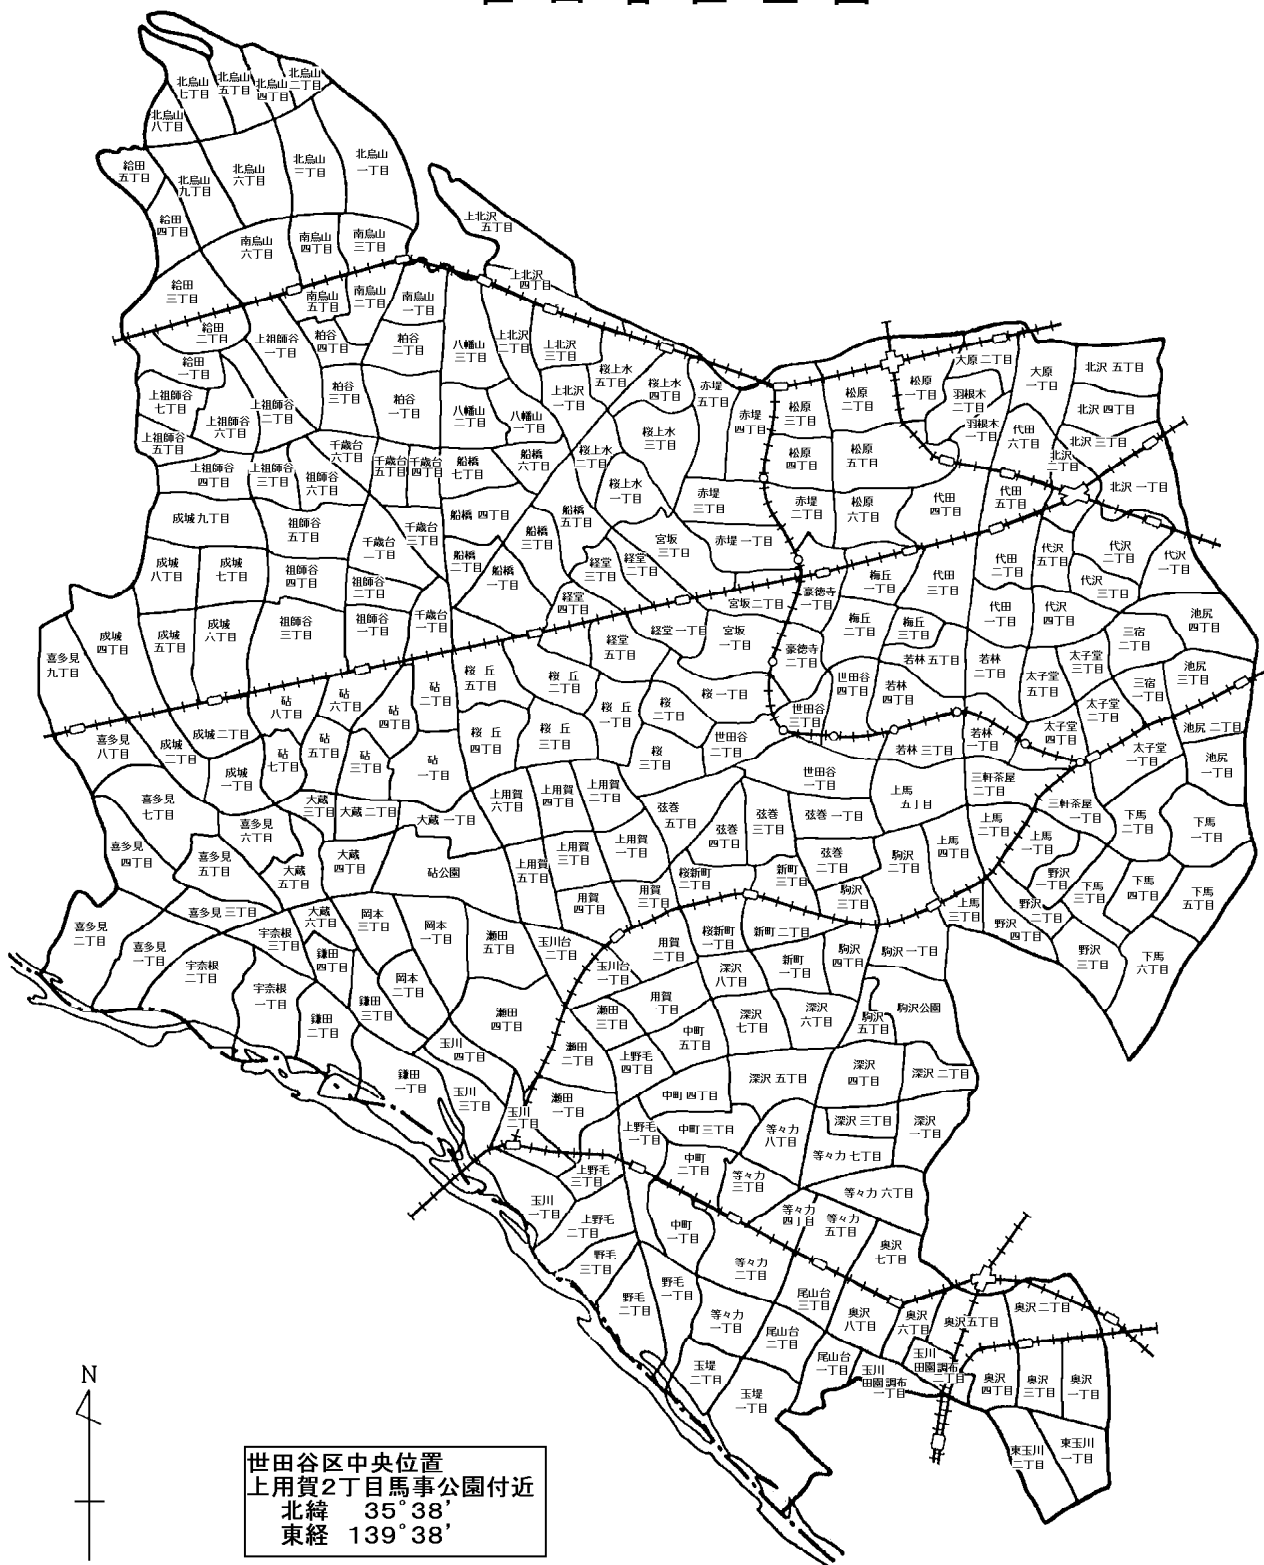 北烏山
七丁目
北烏山
五丁目
北烏山
四丁目
北烏山
二丁目
北烏山
八丁目
給田
五丁目
北烏山
九丁目
北烏山
六丁目
北烏山
三丁目
北烏山
一丁目
給田
四丁目
南烏山
六丁目
南烏山
四丁目
南烏山
三丁目
上北沢
五丁目
上北沢
四丁目
給田
三丁目
南烏山
五丁目
南烏山
二丁目
南烏山
一丁目
給田
二丁目
上祖師谷
一丁目
粕谷
四丁目
粕谷
二丁目
八幡山
三丁目
上北沢
二丁目
上北沢
三丁目
給田
一丁目
桜上水
五丁目
桜上水
四丁目
赤堤
五丁目
赤堤
四丁目
松原
三丁目
松原
二丁目
松原
一丁目
大原 二丁目
大原
一丁目
北沢 五丁目
羽根木
二丁目
羽根木
一丁目
代田
六丁目
北沢 四丁目
北沢 三丁目
北沢
二丁目
北沢 一丁目
上祖師谷
七丁目
上祖師谷
六丁目
上祖師谷
二丁目
粕谷
三丁目
粕谷
一丁目
八幡山
二丁目
八幡山
一丁目
上北沢
一丁目
桜上水
三丁目
桜上水
二丁目
桜上水
一丁目
上祖師谷
五丁目
上祖師谷
四丁目
上祖師谷
三丁目
祖師谷
六丁目
千歳台
六丁目
千歳台
五丁目
千歳台
四丁目
船橋
七丁目
船橋
六丁目
松原
四丁目
松原
五丁目
赤堤
三丁目
赤堤
二丁目
松原
六丁目
代田
四丁目
代田
五丁目
成城 九丁目
祖師谷
五丁目
千歳台
三丁目
千歳台
二丁目
船橋 四丁目
船橋
五丁目
船橋
三丁目
船橋
二丁目
船橋
一丁目
経堂
三丁目
経堂
二丁目
宮坂
三丁目
赤堤 一丁目
成城
八丁目
成城
七丁目
祖師谷
四丁目
祖師谷
二丁目
経堂
四丁目
宮坂 二丁目
豪徳寺
一丁目
梅丘
一丁目
代田
三丁目
代田
二丁目
代沢
五丁目
代沢
二丁目
代沢
一丁目
代沢
三丁目
代沢
四丁目
代田
一丁目
喜多見
九丁目
成城
四丁目
成城
五丁目
成城
六丁目
祖師谷
三丁目
祖師谷
一丁目
千歳台
一丁目
経堂
五丁目
経堂 一丁目
宮坂
一丁目
豪徳寺
二丁目
梅丘
二丁目
梅丘
三丁目
若林 五丁目
若林
二丁目
太子堂
三丁目
三宿
二丁目
池尻
四丁目
三宿
一丁目
池尻
三丁目
池尻 二丁目
池尻
一丁目
太子堂
五丁目
太子堂
二丁目
太子堂
四丁目
太子堂
一丁目
世田谷
四丁目
若林
四丁目
世田谷
三丁目
若林 三丁目
若林
一丁目
砧
八丁目
砧
六丁目
砧
四丁目
砧
二丁目
桜 丘
五丁目
桜 丘
二丁目
桜 丘
一丁目
桜
二丁目
桜 一丁目
世田谷
二丁目
喜多見
八丁目
成城
二丁目
成城 二丁目
成城
一丁目
砧
七丁目
砧
五丁目
砧
三丁目
砧
一丁目
桜 丘
四丁目
桜 丘
三丁目
桜
三丁目
世田谷
一丁目
上馬
五丁目
三軒茶屋
二丁目
三軒茶屋
一丁目
喜多見
七丁目
喜多見
六丁目
大蔵
三丁目
大蔵 二丁目
大蔵 一丁目
上用賀
六丁目
上用賀
四丁目
上用賀
二丁目
弦巻
五丁目
弦巻
四丁目
弦巻
三丁目
弦巻 一丁目
弦巻
二丁目
駒沢
二丁目
上馬
四丁目
上馬
二丁目
上馬
一丁目
下馬
二丁目
下馬
一丁目
喜多見
四丁目
喜多見
五丁目
大蔵
五丁目
大蔵
四丁目
砧公園
上用賀
五丁目
上用賀
三丁目
上用賀
一丁目
用賀
四丁目
用賀
三丁目
桜新町
二丁目
新町
三丁目
駒沢
三丁目
上馬
三丁目
野沢
一丁目
野沢
二丁目
野沢
四丁目
下馬
三丁目
下馬
四丁目
下馬
五丁目
野沢
三丁目
下馬
六丁目
喜多見
二丁目
喜多見 三丁目
喜多見
一丁目
宇奈根
三丁目
宇奈根
二丁目
宇奈根
一丁目
大蔵
六丁目
岡本
三丁目
岡本
一丁目
岡本
二丁目
鎌田
四丁目
鎌田
三丁目
鎌田
二丁目
鎌田
一丁目
瀬田
五丁目
玉川台
二丁目
玉川台
一丁目
用賀
二丁目
用賀
一丁目
桜新町
一丁目
新町 二丁目
新町
一丁目
駒沢
四丁目
駒沢 一丁目
駒沢公園
駒沢
五丁目
瀬田
四丁目
瀬田
三丁目
瀬田
二丁目
瀬田
一丁目
深沢
八丁目
深沢
七丁目
深沢
六丁目
深沢 五丁目
深沢
四丁目
深沢 二丁目
深沢 三丁目
深沢
一丁目
玉川
四丁目
玉川
三丁目
玉川
二丁目
玉川
一丁目
上野毛
四丁目
上野毛
一丁目
上野毛
三丁目
上野毛
二丁目
中町
五丁目
中町 四丁目
中町 三丁目
中町
二丁目
中町
一丁目
等々力
八丁目
等々力 七丁目
等々力 六丁目
等々力
三丁目
等々力
四丁目
等々力
五丁目
等々力
二丁目
等々力
一丁目
野毛
三丁目
野毛
二丁目
野毛
一丁目
奥沢
七丁目
奥沢
八丁目
奥沢
六丁目
奥沢 五丁目
奥沢 二丁目
奥沢
四丁目
奥沢
三丁目
奥沢
一丁目
尾山台
三丁目
尾山台
二丁目
尾山台
一丁目
玉川
田園調布
二丁目
玉川
田園調布
一丁目
玉堤
二丁目
玉堤
一丁目
東玉川
二丁目
東玉川
一丁目
N
世田谷区中央位置
上用賀2丁目馬事公園付近
北緯 35°38’
東経 139°38’